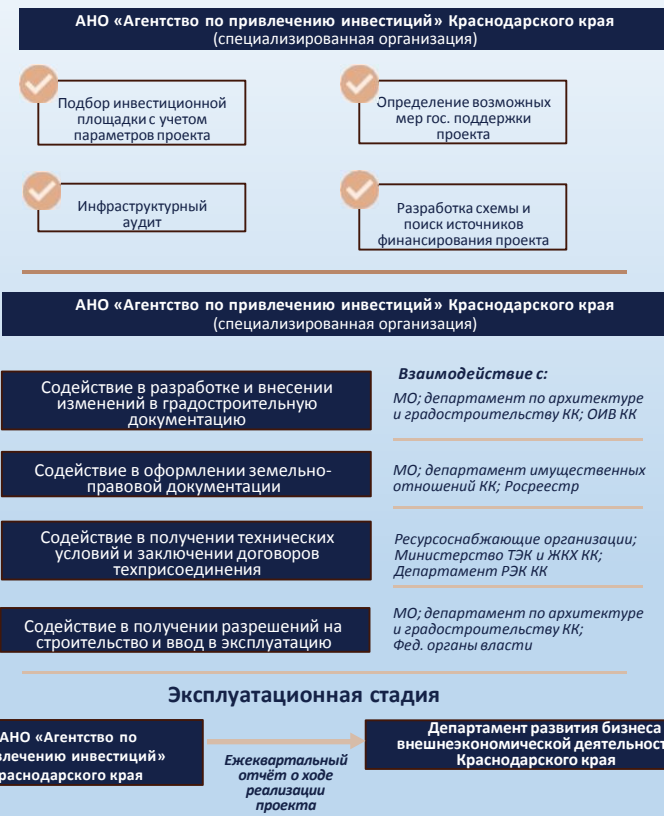 АНО «Агентство по привлечению инвестиций» Краснодарского края
(специализированная организация)
Подбор инвестиционной
площадки с учетом
параметров проекта
Определение возможных
мер гос. поддержки
проекта
Инфраструктурный
аудит
Разработка схемы и
поиск источников
финансирования проекта
АНО «Агентство по привлечению инвестиций» Краснодарского края
(специализированная организация)
Взаимодействие с:
Содействие в разработке и внесении
изменений в градостроительную
документацию
МО; департамент по архитектуре
и градостроительству КК; ОИВ КК
Содействие в оформлении земельно-
правовой документации
МО; департамент имущественных
отношений КК; Росреестр
Содействие в получении технических
условий и заключении договоров
техприсоединения
Ресурсоснабжающие организации;
Министерство ТЭК и ЖКХ КК;
Департамент РЭК КК
Содействие в получении разрешений на
строительство и ввод в эксплуатацию
МО; департамент по архитектуре
и градостроительству КК;
Фед. органы власти
Эксплуатационная стадия
АНО «Агентство по
влечению инвестиций»
раснодарского края
Ежеквартальный
отчёт о ходе
реализации
проекта
Департамент развития бизнеса
внешнеэкономической деятельност
Краснодарского края